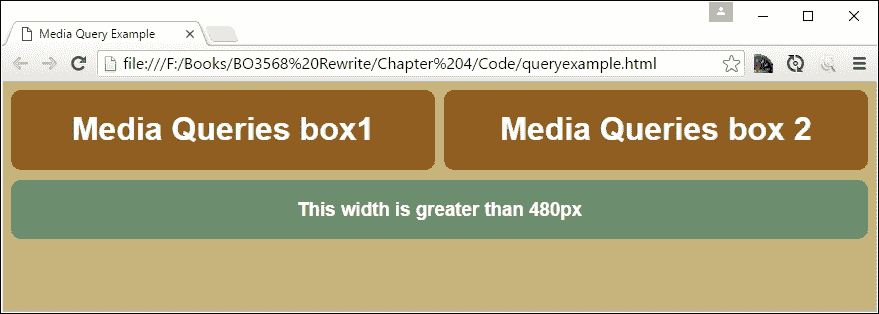 Media Query Example
file:///F:/Books/BO3568%20Rewrite/Chapter%204/Code/queryexample.html
Media Queries box1
Media Queries box 2
This width is greater than 480px